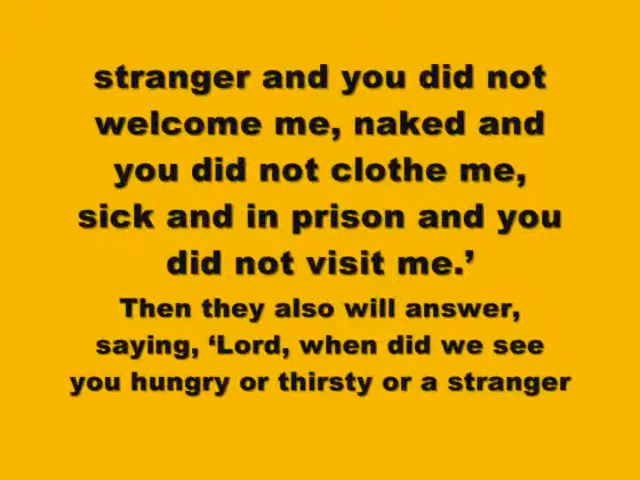 stranger and you did not
welcome me, naked and
you did not clothe me,
sick and in prison and you
did not visit me.’
Then they also will answer,
saying, ‘Lord, when did we see
you hungry or thirsty or a stranger